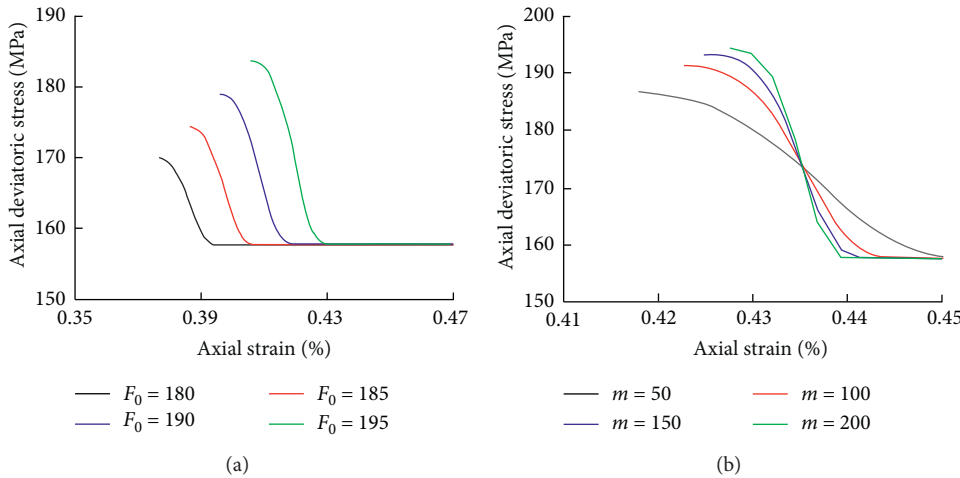 190
180
170
160
150
0.35
0.39
0.43
0.47
Axial deviatoric stress (MPa)
Axial strain (%)
F0 = 180
F0 = 185
F0 = 190
F0 = 195
(a)
200
190
180
170
160
150
0.41
0.42
0.43
0.44
0.45
Axial deviatoric stress (MPa)
Axial strain (%)
m = 50
m = 100
m = 150
m = 200
(b)